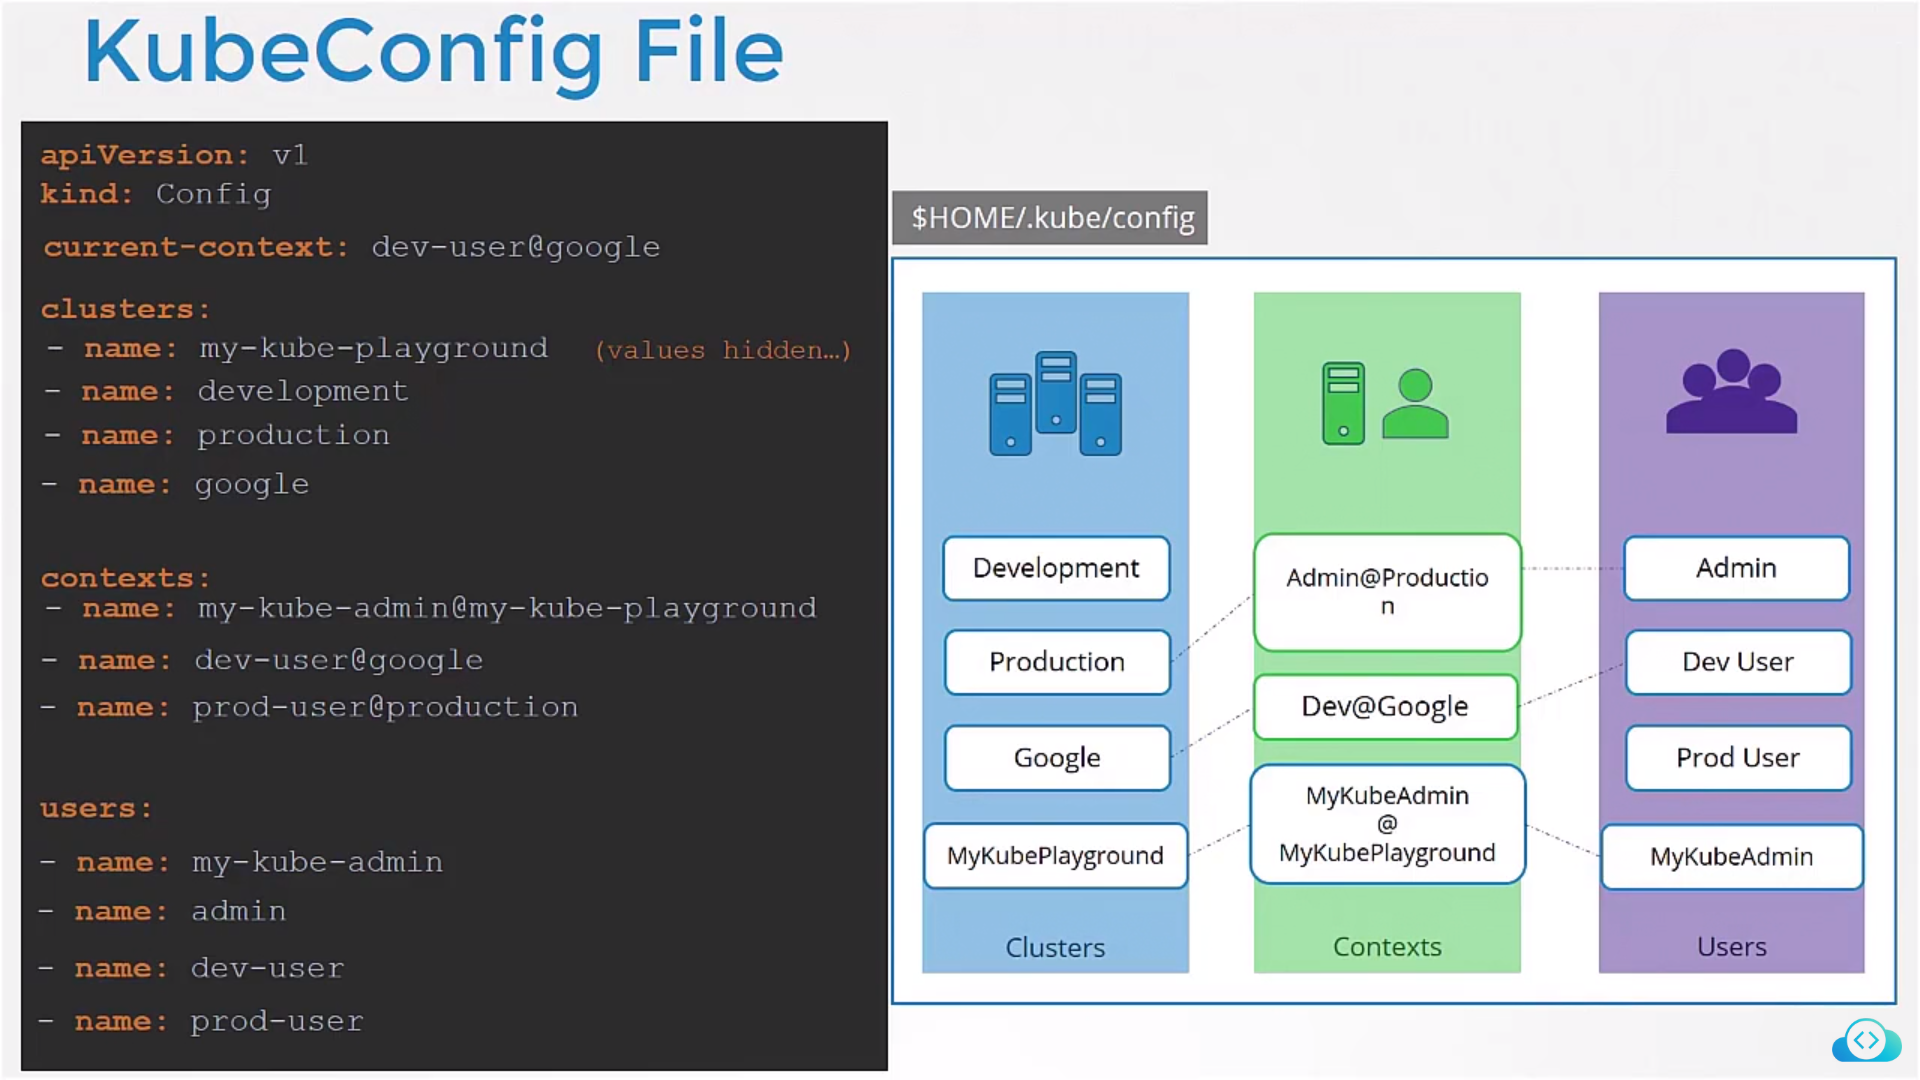 KubeConfig File
apiVersion: v1
kind: Config
current-context: dev-user@google
clusters:
- name: my-kube-playground (values hidden…)
- name: development
- name: production
- name: google
contexts:
- name: my-kube-admin@my-kube-playground
- name: dev-user@google
- name: prod-user@production
users:
- name: my-kube-admin
- name: admin
- name: dev-user
- name: prod-user
$HOME/.kube/config
Development
Production
Google
MyKubePlayground
Clusters
Admin@Productio
n
Dev@Google
MyKubeAdmin
@
MyKubePlayground
Contexts
Admin
Dev User
Prod User
MyKubeAdmin
Users